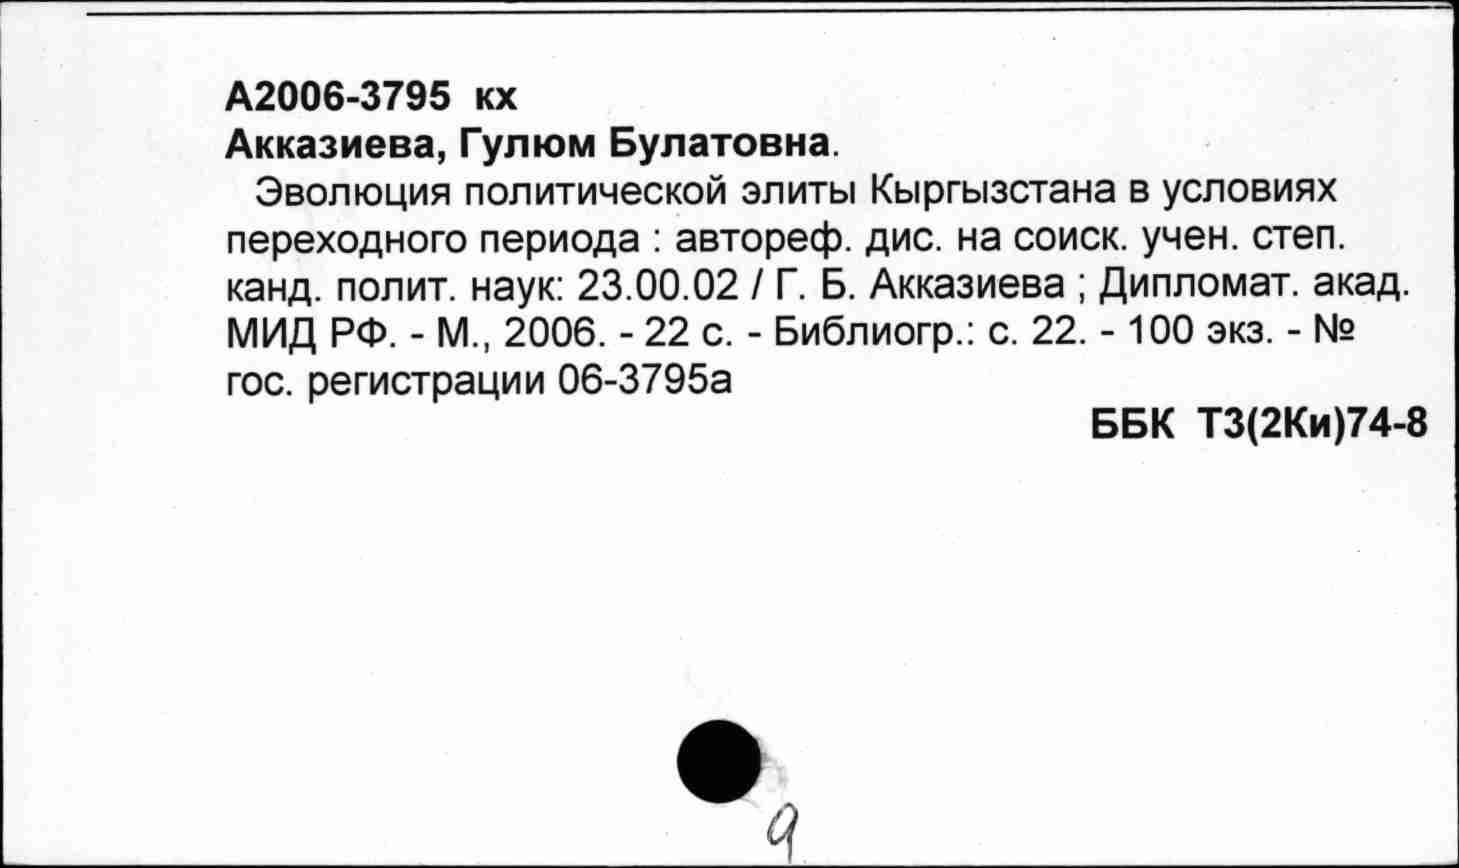 А2006-3795 кх
Акказиева, Гулюм Булатовна.
Эволюция политической элиты Кыргызстана в условиях
переходного периода : автореф. дис. на соиск. учен. степ.
канд. полит. наук: 23.00.02 / Г. Б. Акказиева ; Дипломат. акад.
МИД РФ. - М., 2006. - 22 с. - Библиогр.: с. 22. - 100 экз. - №
гос. регистрации 06-3795а
ББК Т3(2Ки)74-8
9